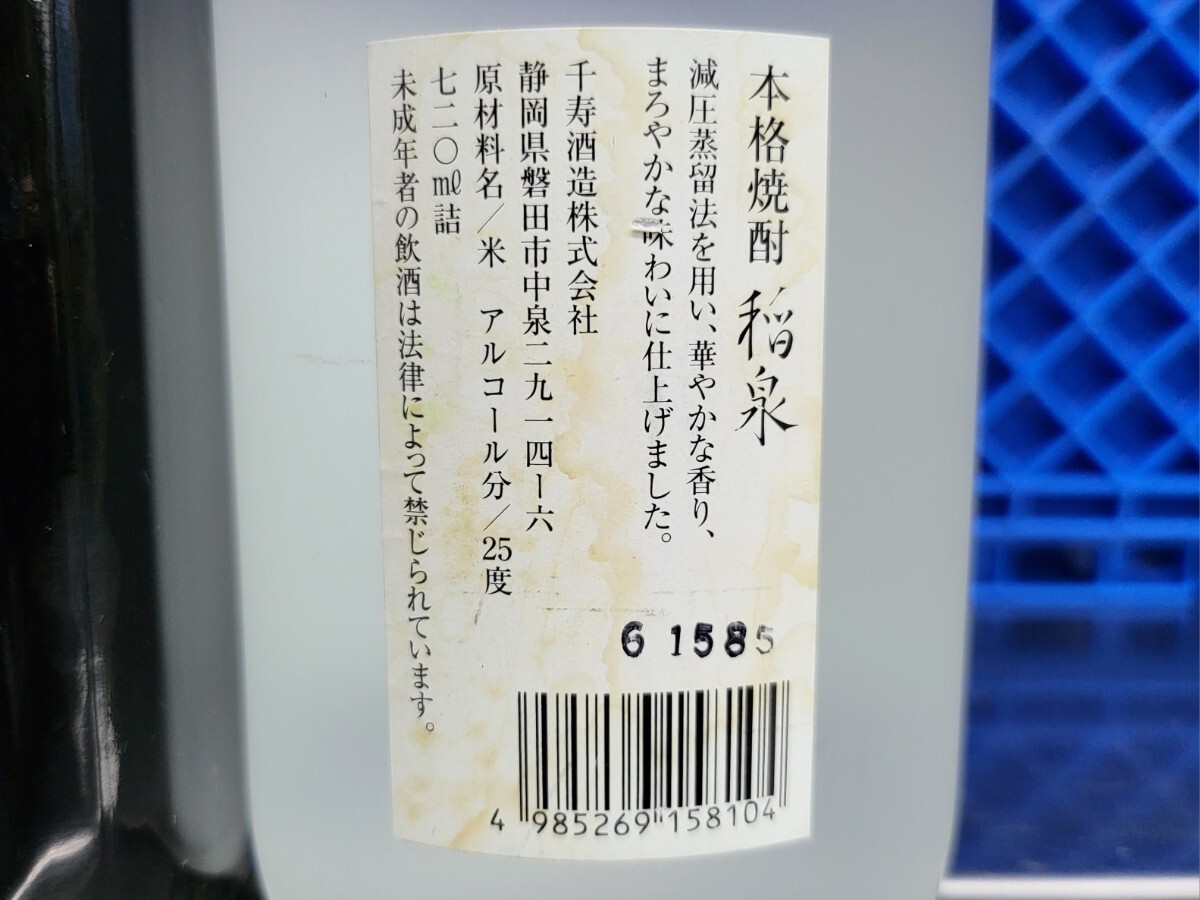 本格焼酎 稲泉
減圧蒸留法を用い、華やかな香り、
まろやかな味わいに仕上げました。
千寿酒造株式会社
静岡県磐田市中泉二九一四ー六
原材料名／米 アルコール分／25度
七二〇㎖詰
未成年者の飲酒は法律によって禁じられています。
6 1585
4 985269 158104